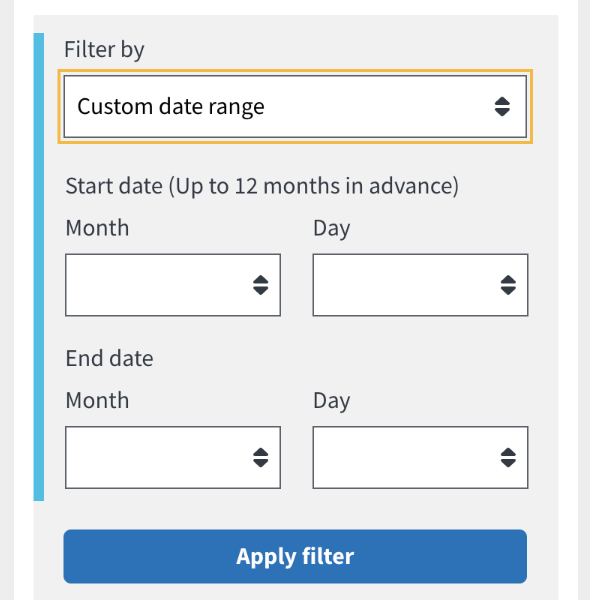 Filter by
Custom date range
Start date (Up to 12 months in advance)
Month Day
End date
Month Day
Apply filter